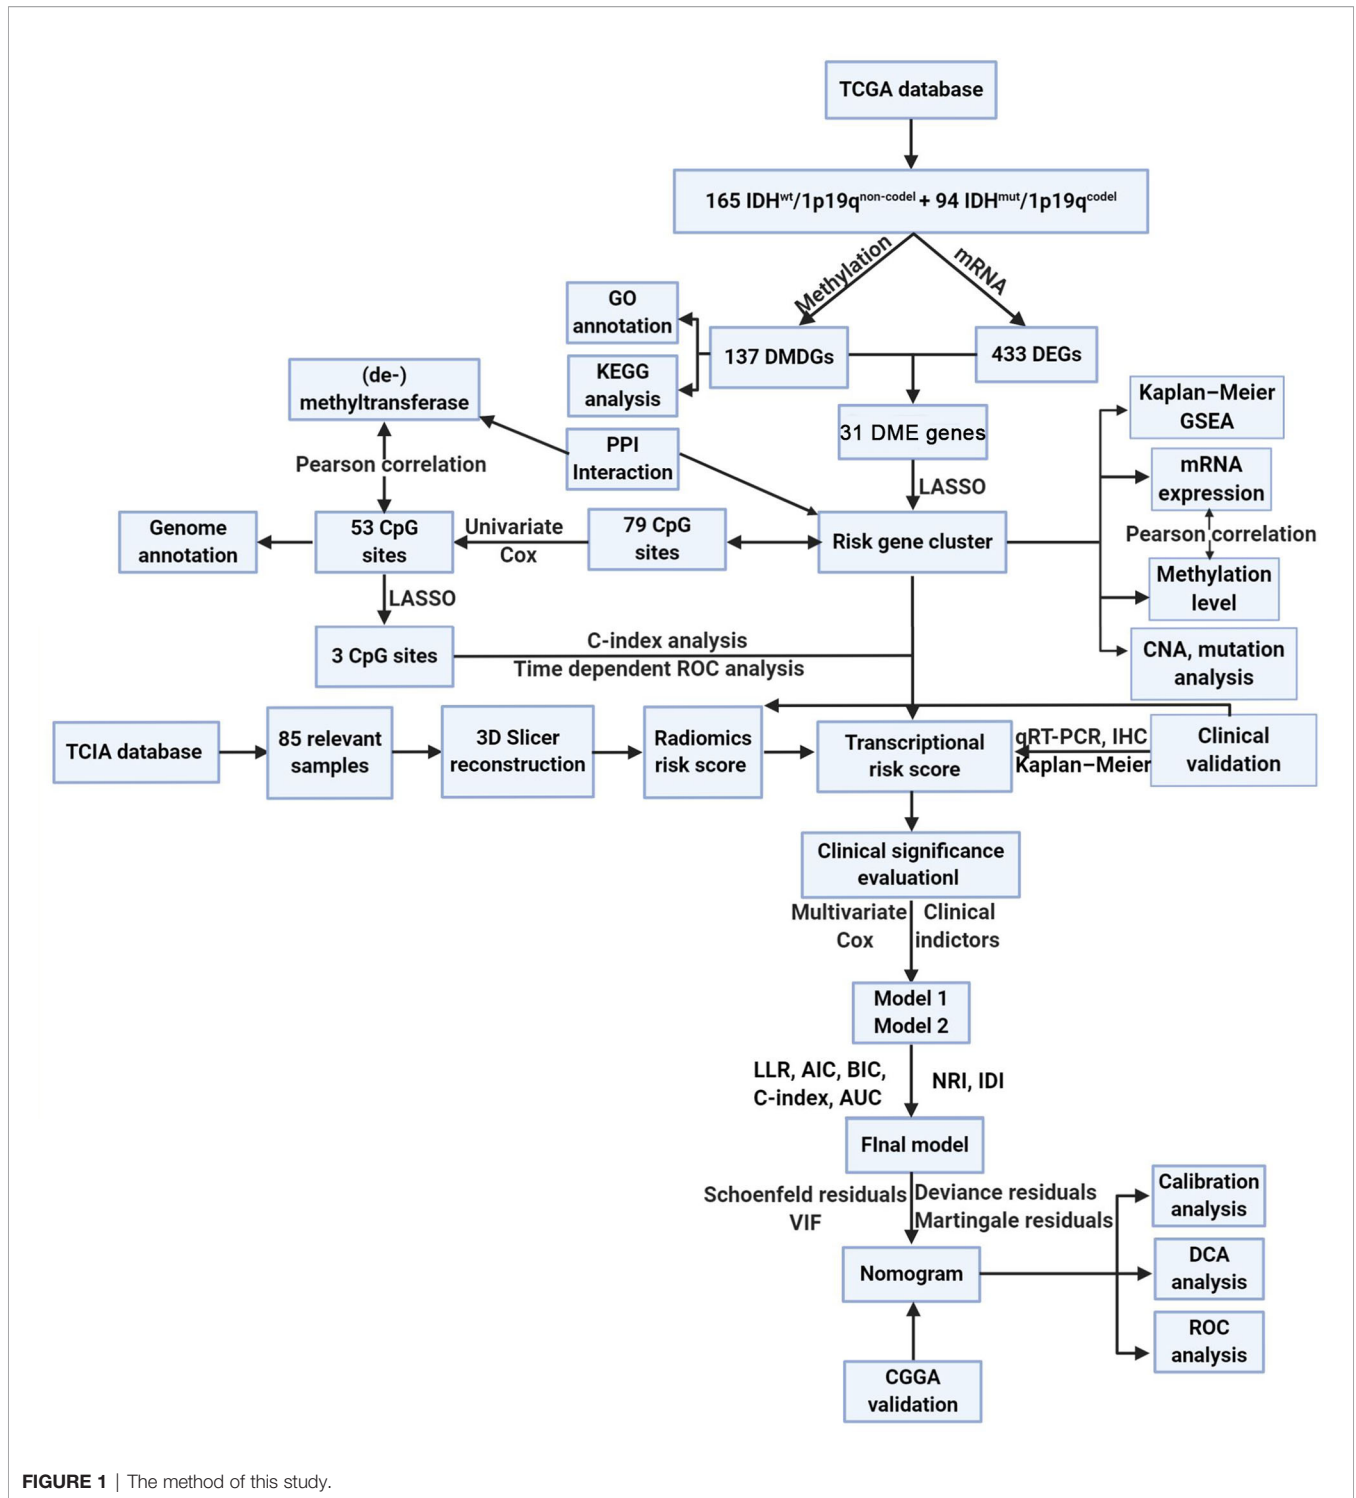 TCGA database
165 IDHwt/1p19qnon-codel + 94 IDHmut/1p19qcodel
Methylation
mRNA
GO
annotation
137 DMDGs
433 DEGs
KEGG
analysis
(de-)
methyltransferase
31 DME genes
Kaplan–Meier
GSEA
PPI
Interaction
Pearson correlation
LASSO
mRNA
expression
Genome
annotation
53 CpG
sites
Univariate
Cox
79 CpG
sites
Risk gene cluster
Pearson correlation
Methylation
level
LASSO
3 CpG sites
C-index analysis
Time dependent ROC analysis
CNA, mutation
analysis
TCIA database
85 relevant
samples
3D Slicer
reconstruction
Radiomics
risk score
Transcriptional
risk score
qRT-PCR, IHC
Kaplan–Meier
Clinical
validation
Clinical significance
evaluationl
Multivariate
Cox
Clinical
indictors
Model 1
Model 2
LLR, AIC, BIC,
C-index, AUC
NRI, IDI
FInal model
Schoenfeld residuals
VIF
Deviance residuals
Martingale residuals
Calibration
analysis
Nomogram
DCA
analysis
ROC
analysis
CGGA
validation
FIGURE 1 | The method of this study.